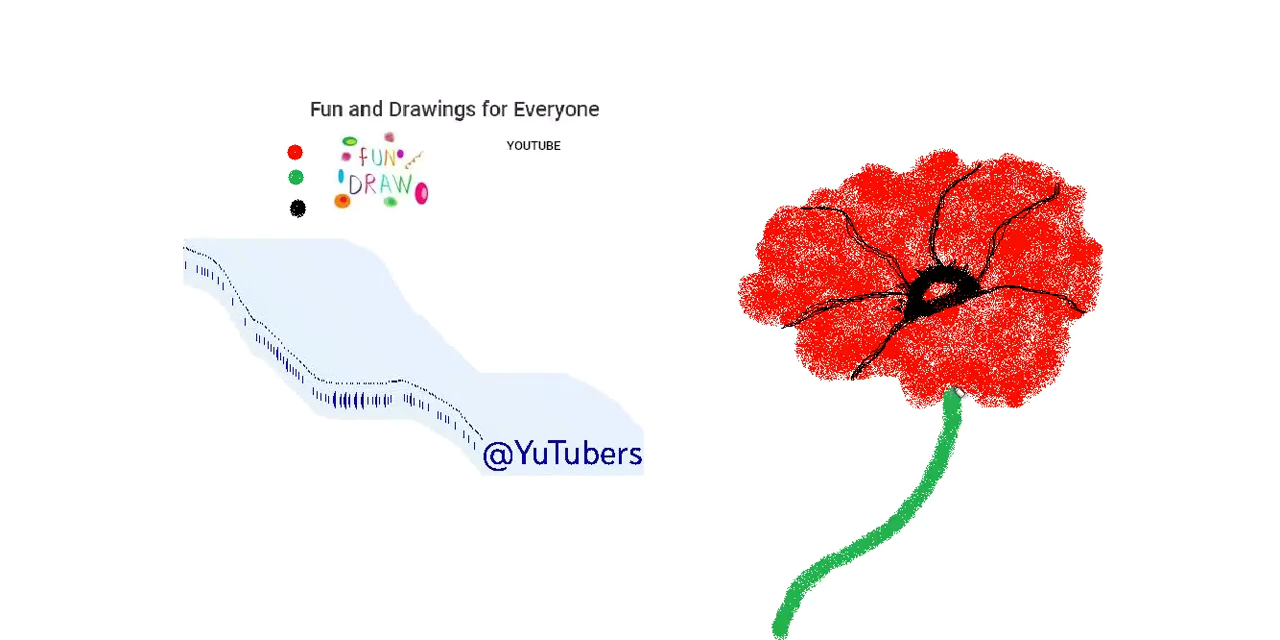 Fun and Drawings for Everyone
YOUTUBE
FUN
DRAW
@YuTubers